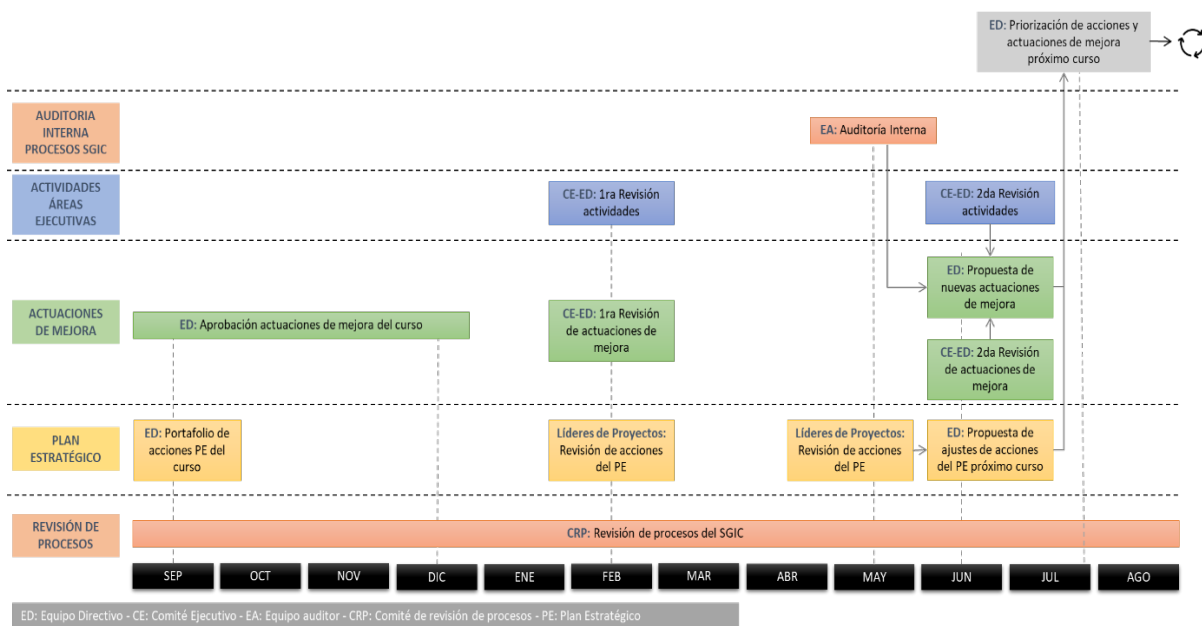 ED: Priorización de acciones y
actuaciones de mejora
próximo curso
AUDITORIA
INTERNA
PROCESOS SGIC
EA: Auditoría Interna
ACTIVIDADES
ÁREAS
EJECUTIVAS
CE-ED: 1ra Revisión
actividades
CE-ED: 2da Revisión
actividades
ACTUACIONES
DE MEJORA
ED: Aprobación actuaciones de mejora del curso
CE-ED: 1ra Revisión
de actuaciones de
mejora
ED: Propuesta de
nuevas actuaciones
de mejora
CE-ED: 2da Revisión
de actuaciones de
mejora
PLAN
ESTRATÉGICO
ED: Portafolio de
acciones PE del
curso
Líderes de Proyectos:
Revisión de acciones
del PE
Líderes de Proyectos:
Revisión de acciones
del PE
ED: Propuesta de
ajustes de acciones
del PE próximo curso
REVISIÓN DE
PROCESOS
CRP: Revisión de procesos del SGIC
SEP OCT NOV DIC ENE FEB MAR ABR MAY JUN JUL AGO
ED: Equipo Directivo - CE: Comité Ejecutivo - EA: Equipo auditor - CRP: Comité de revisión de procesos - PE: Plan Estratégico